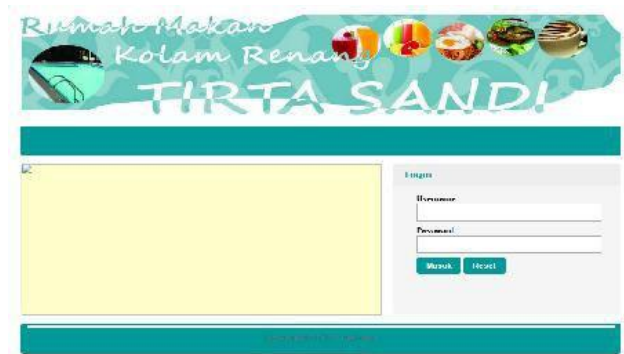 Rumah Makan
Kolam Renang
TIRTA SANDI
Login
Username
Password
Masuk Reset